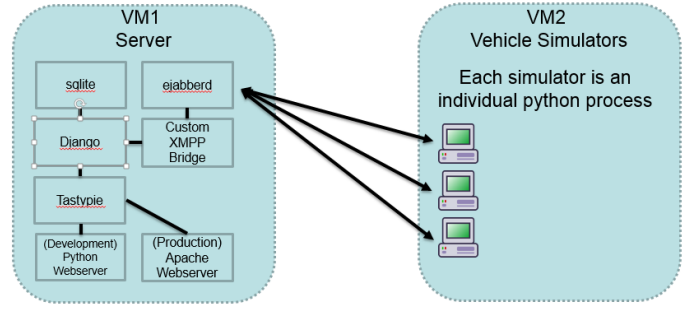 VM1
Server
sqlite
ejabberd
Django
Custom
XMPP
Bridge
Tastypie
(Development)
Python
Webserver
(Production)
Apache
Webserver
VM2
Vehicle Simulators
Each simulator is an
individual python process